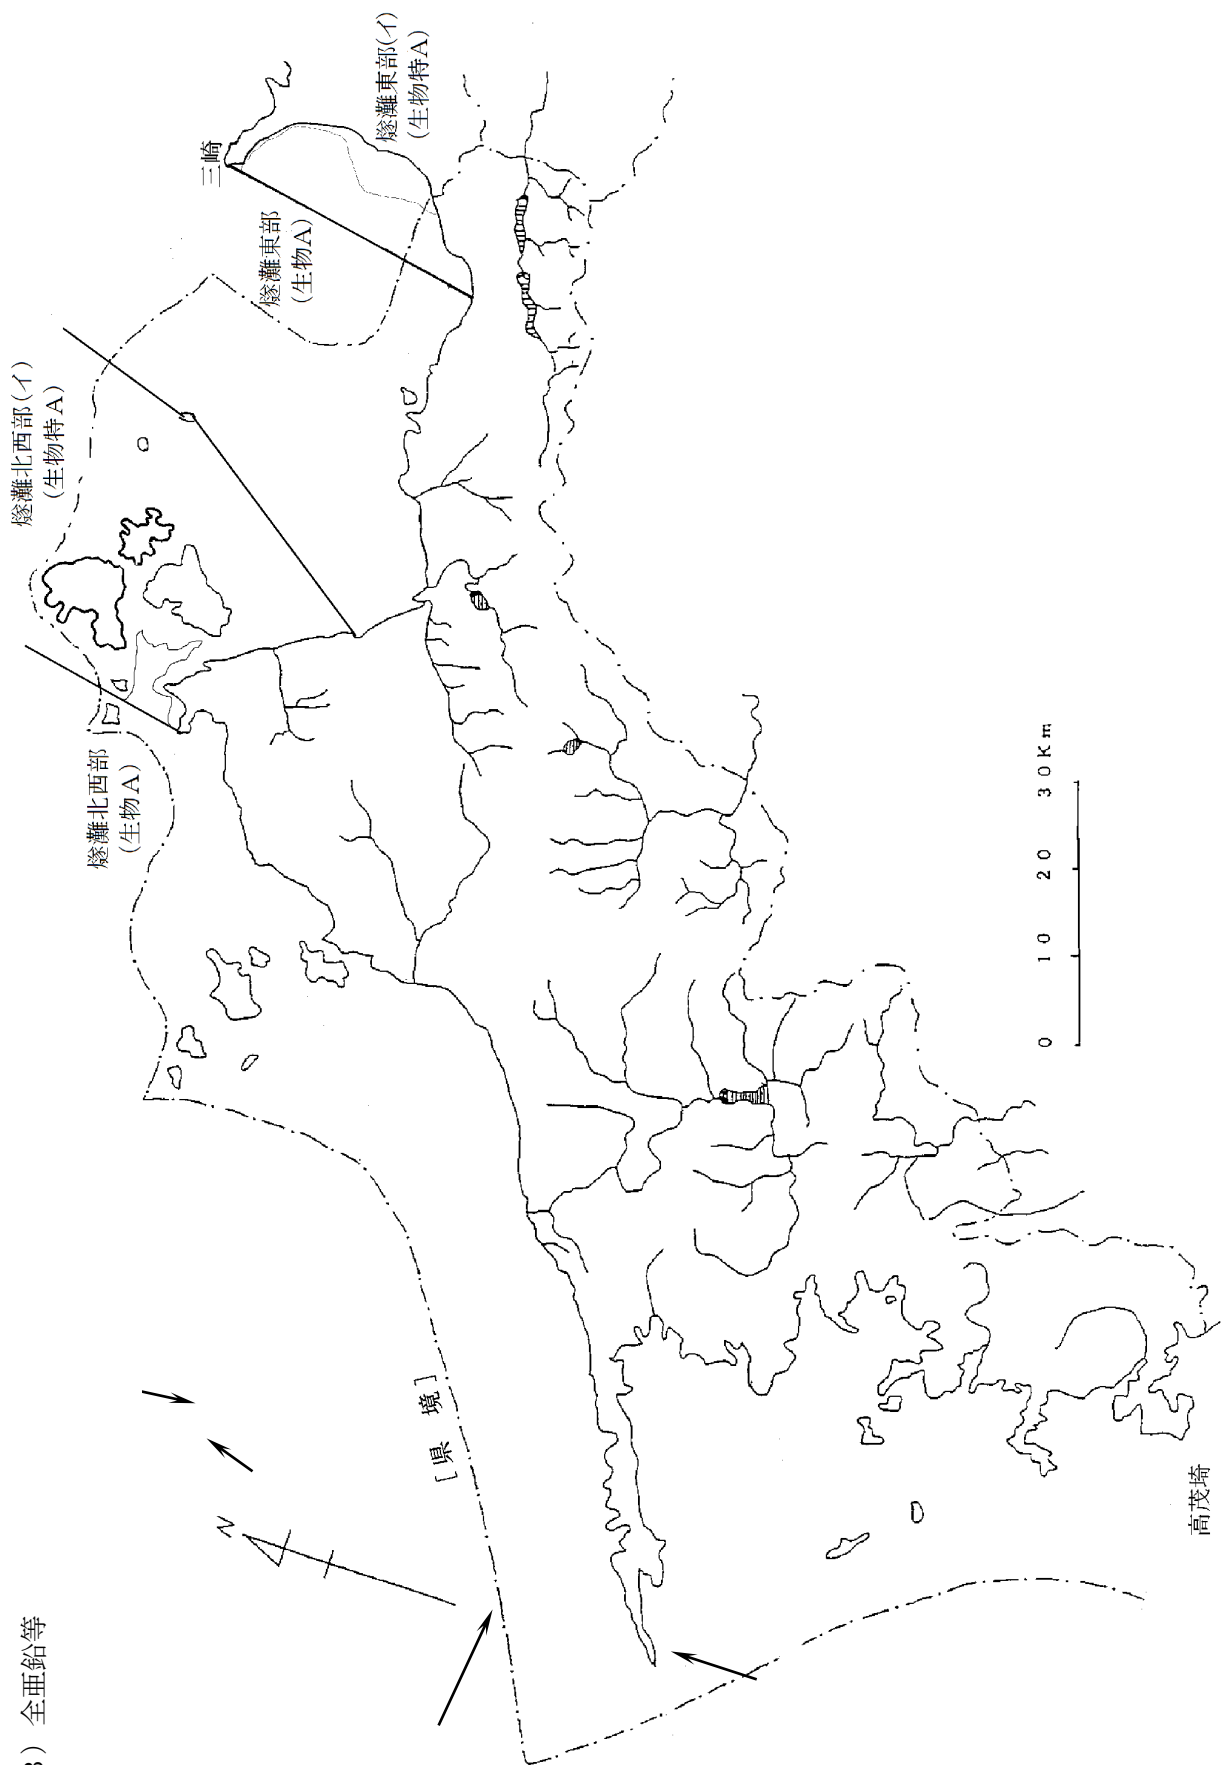 3) 全亜鉛等
燧灘北西部(イ)
(生物特A)
燧灘北西部
(生物A)
三崎
燧灘東部
(生物A)
燧灘東部(イ)
(生物特A)
[県 境]
N
0 10 20 30Km
高茂埼